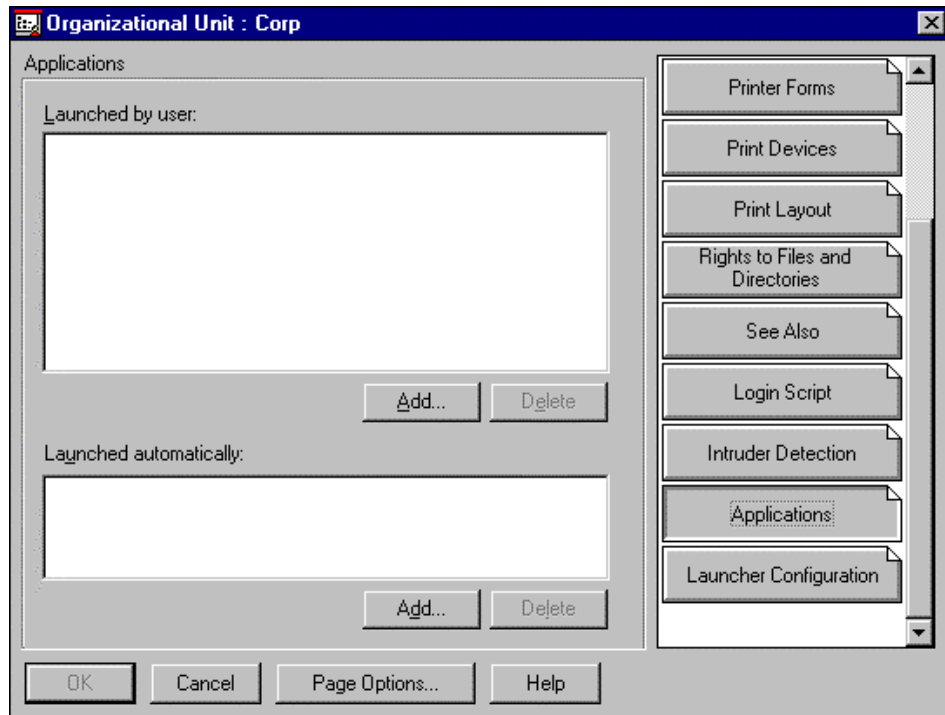 Organizational Unit : Corp
Applications
Launched by user:
Add...
Delete
Launched automatically:
Add...
Delete
OK
Cancel
Page Options...
Help
Printer Forms
Print Devices
Print Layout
Rights to Files and
Directories
See Also
Login Script
Intruder Detection
Applications
Launcher Configuration